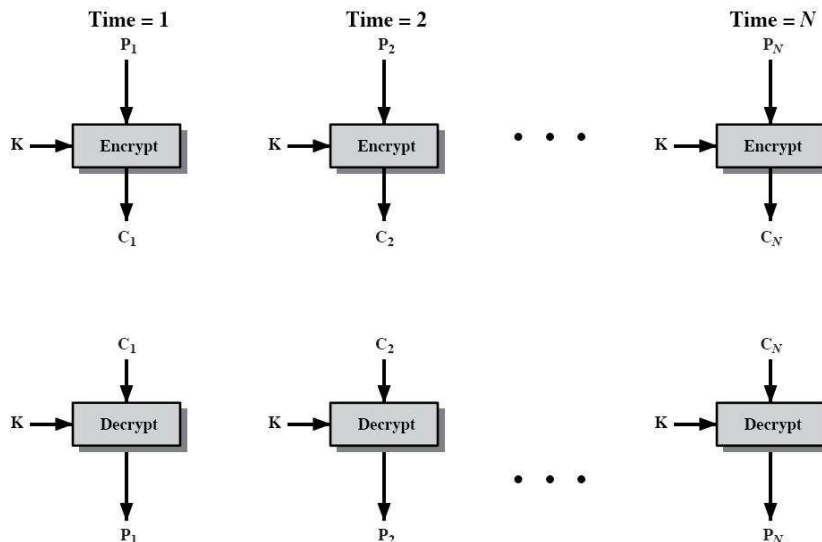 Time = 1 Time = 2 Time = N
P1 P2 PN
K Encrypt K Encrypt • • • K Encrypt
C1 C2 CN
C1 C2 CN
K Decrypt K Decrypt K Decrypt
• • •
P1 P2 PN